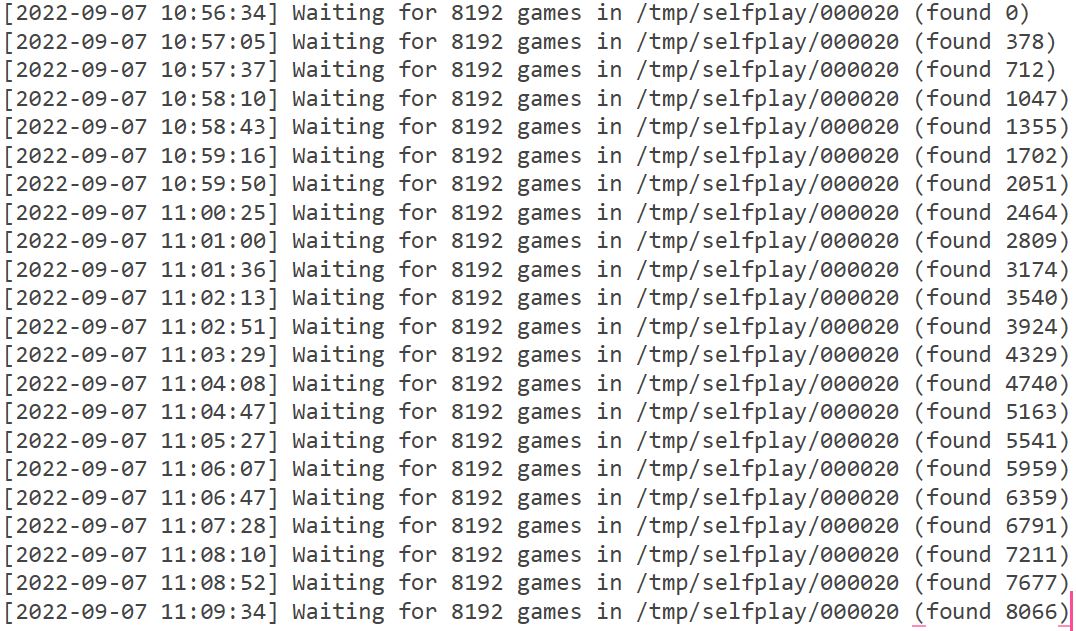 [2022-09-07 10:56:34] Waiting for 8192 games in /tmp/selfplay/000020 (found 0)
[2022-09-07 10:57:05] Waiting for 8192 games in /tmp/selfplay/000020 (found 378)
[2022-09-07 10:57:37] Waiting for 8192 games in /tmp/selfplay/000020 (found 712)
[2022-09-07 10:58:10] Waiting for 8192 games in /tmp/selfplay/000020 (found 1047)
[2022-09-07 10:58:43] Waiting for 8192 games in /tmp/selfplay/000020 (found 1355)
[2022-09-07 10:59:16] Waiting for 8192 games in /tmp/selfplay/000020 (found 1702)
[2022-09-07 10:59:50] Waiting for 8192 games in /tmp/selfplay/000020 (found 2051)
[2022-09-07 11:00:25] Waiting for 8192 games in /tmp/selfplay/000020 (found 2464)
[2022-09-07 11:01:00] Waiting for 8192 games in /tmp/selfplay/000020 (found 2809)
[2022-09-07 11:01:36] Waiting for 8192 games in /tmp/selfplay/000020 (found 3174)
[2022-09-07 11:02:13] Waiting for 8192 games in /tmp/selfplay/000020 (found 3540)
[2022-09-07 11:02:51] Waiting for 8192 games in /tmp/selfplay/000020 (found 3924)
[2022-09-07 11:03:29] Waiting for 8192 games in /tmp/selfplay/000020 (found 4329)
[2022-09-07 11:04:08] Waiting for 8192 games in /tmp/selfplay/000020 (found 4740)
[2022-09-07 11:04:47] Waiting for 8192 games in /tmp/selfplay/000020 (found 5163)
[2022-09-07 11:05:27] Waiting for 8192 games in /tmp/selfplay/000020 (found 5541)
[2022-09-07 11:06:07] Waiting for 8192 games in /tmp/selfplay/000020 (found 5959)
[2022-09-07 11:06:47] Waiting for 8192 games in /tmp/selfplay/000020 (found 6359)
[2022-09-07 11:07:28] Waiting for 8192 games in /tmp/selfplay/000020 (found 6791)
[2022-09-07 11:08:10] Waiting for 8192 games in /tmp/selfplay/000020 (found 7211)
[2022-09-07 11:08:52] Waiting for 8192 games in /tmp/selfplay/000020 (found 7677)
[2022-09-07 11:09:34] Waiting for 8192 games in /tmp/selfplay/000020 (found 8066)